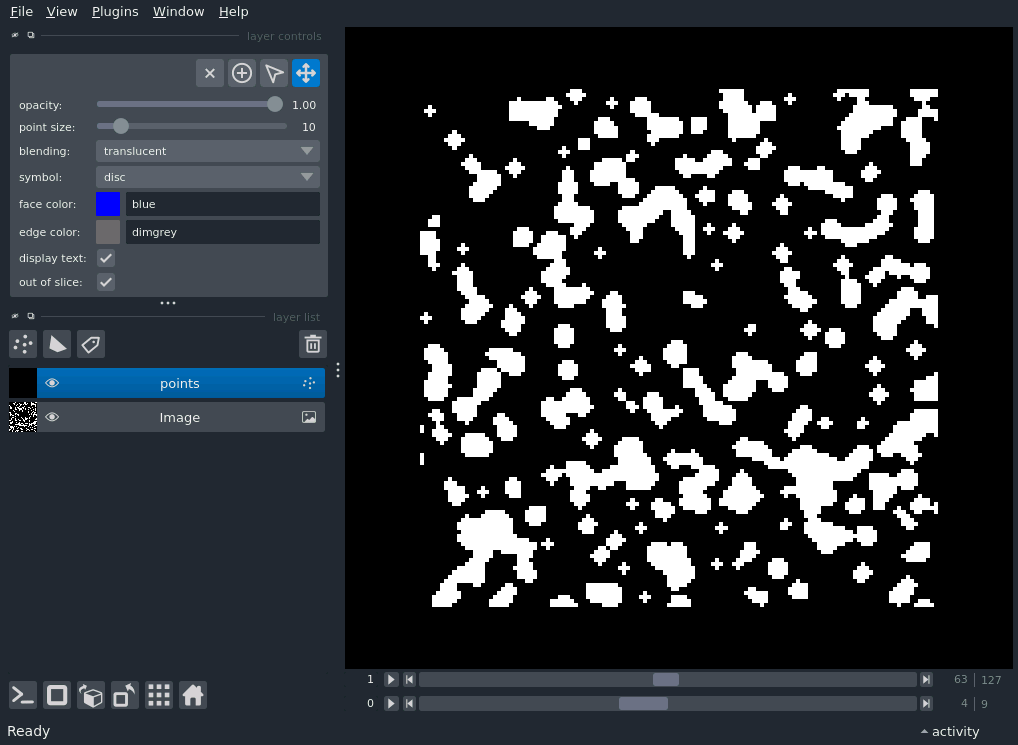 File View Plugins Window Help
layer controls
opacity: 1.00
point size: 10
blending: translucent
symbol: disc
face color: blue
edge color: dimgrey
display text:
out of slice:
layer list
points
Image
1 63 127
0 4 9
Ready activity